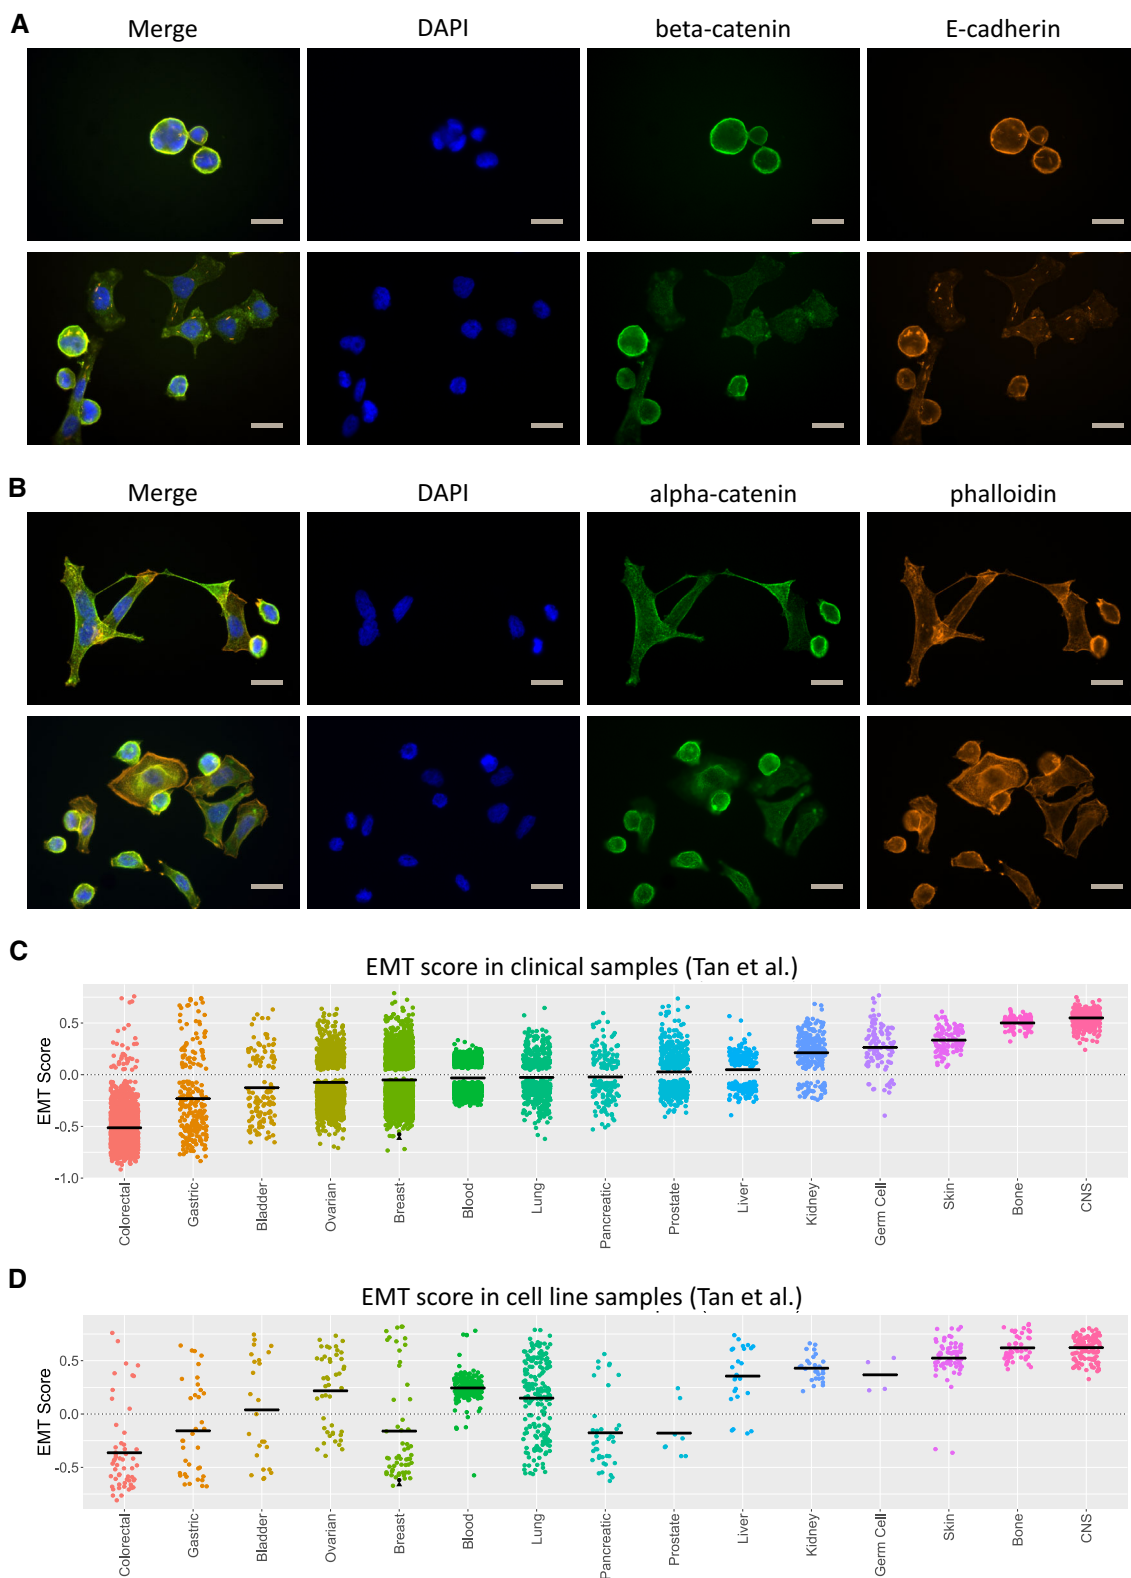 A
Merge DAPI beta-catenin E-cadherin
B
Merge DAPI alpha-catenin phalloidin
C
EMT score in clinical samples (Tan et al.)
EMT Score
0.5
0.0
-0.5
-1.0
Colorectal Gastric Bladder Ovarian Breast Blood Lung Pancreatic Prostate Liver Kidney Germ Cell Skin Bone CNS
D
EMT score in cell line samples (Tan et al.)
EMT Score
0.5
0.0
-0.5
Colorectal Gastric Bladder Ovarian Breast Blood Lung Pancreatic Prostate Liver Kidney Germ Cell Skin Bone CNS